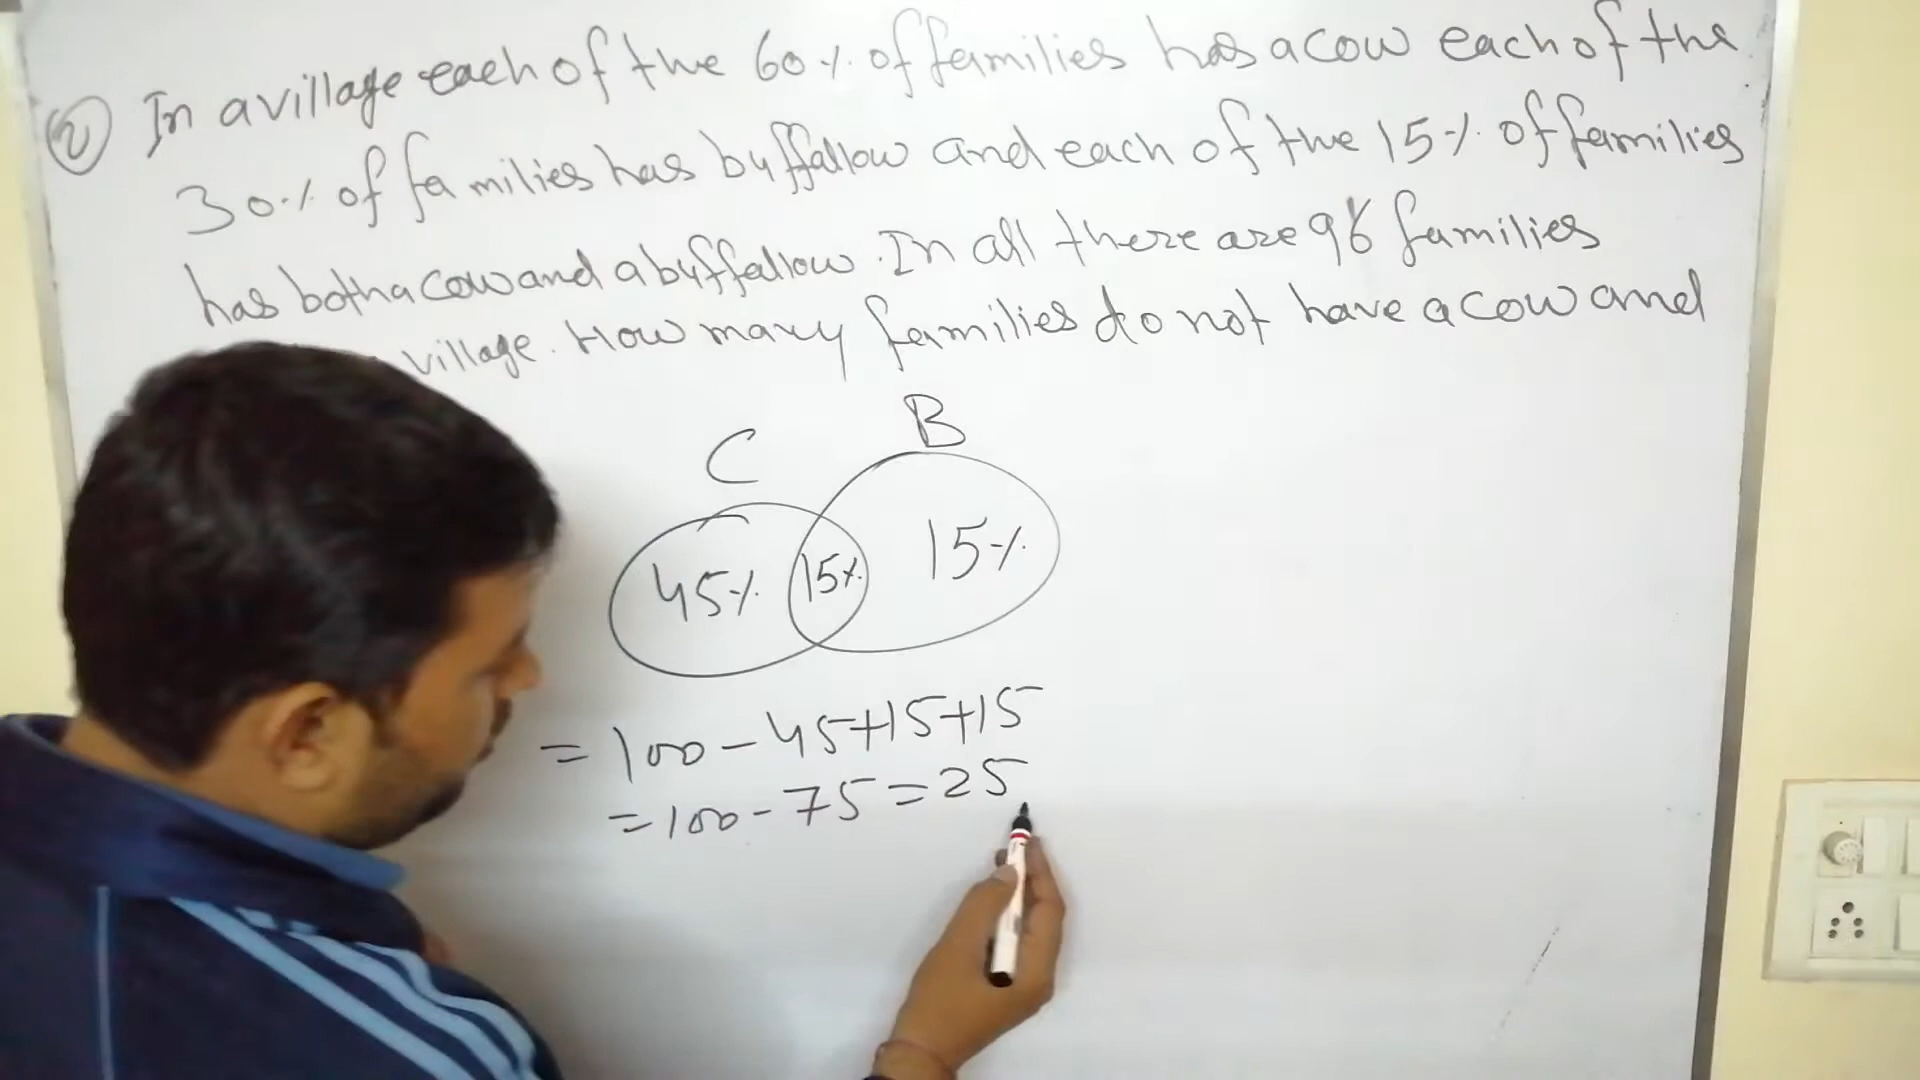 ② In a village each of the 60% of families has a cow each of the
30% of families has buffallow and each of the 15% of families
has both a cow and a buffallow. In all there are 96 families
village. How many families do not have a cow and
C
B
45%
15%
15%
= 100 - 45+15+15
= 100 - 75 = 25